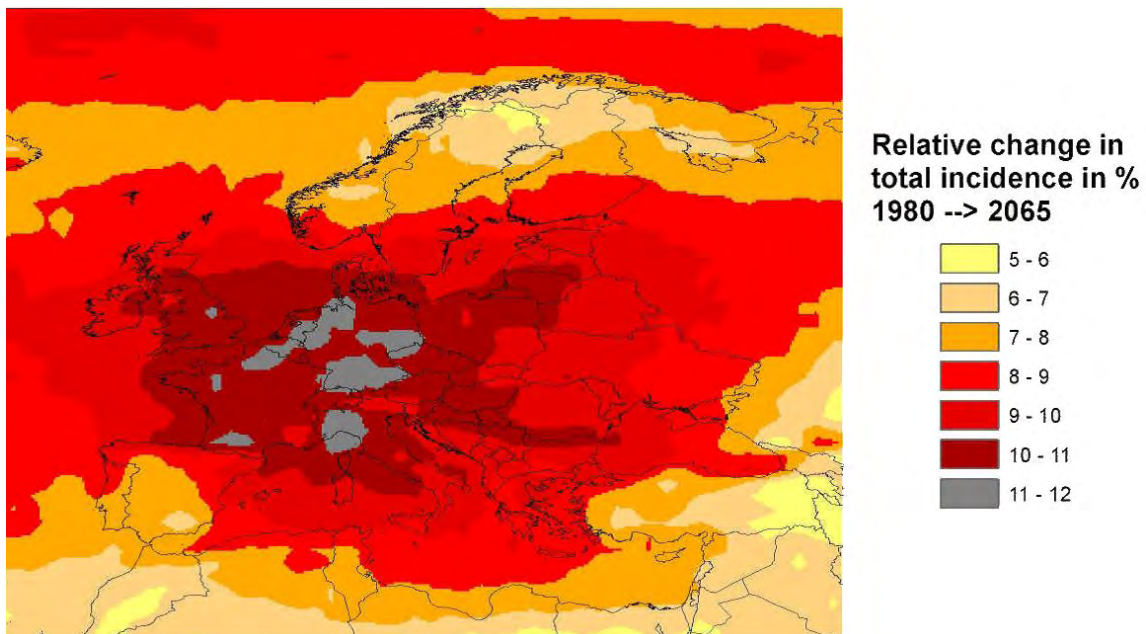 Relative change in
total incidence in %
1980 --> 2065
5 - 6
6 - 7
7 - 8
8 - 9
9 - 10
10 - 11
11 - 12